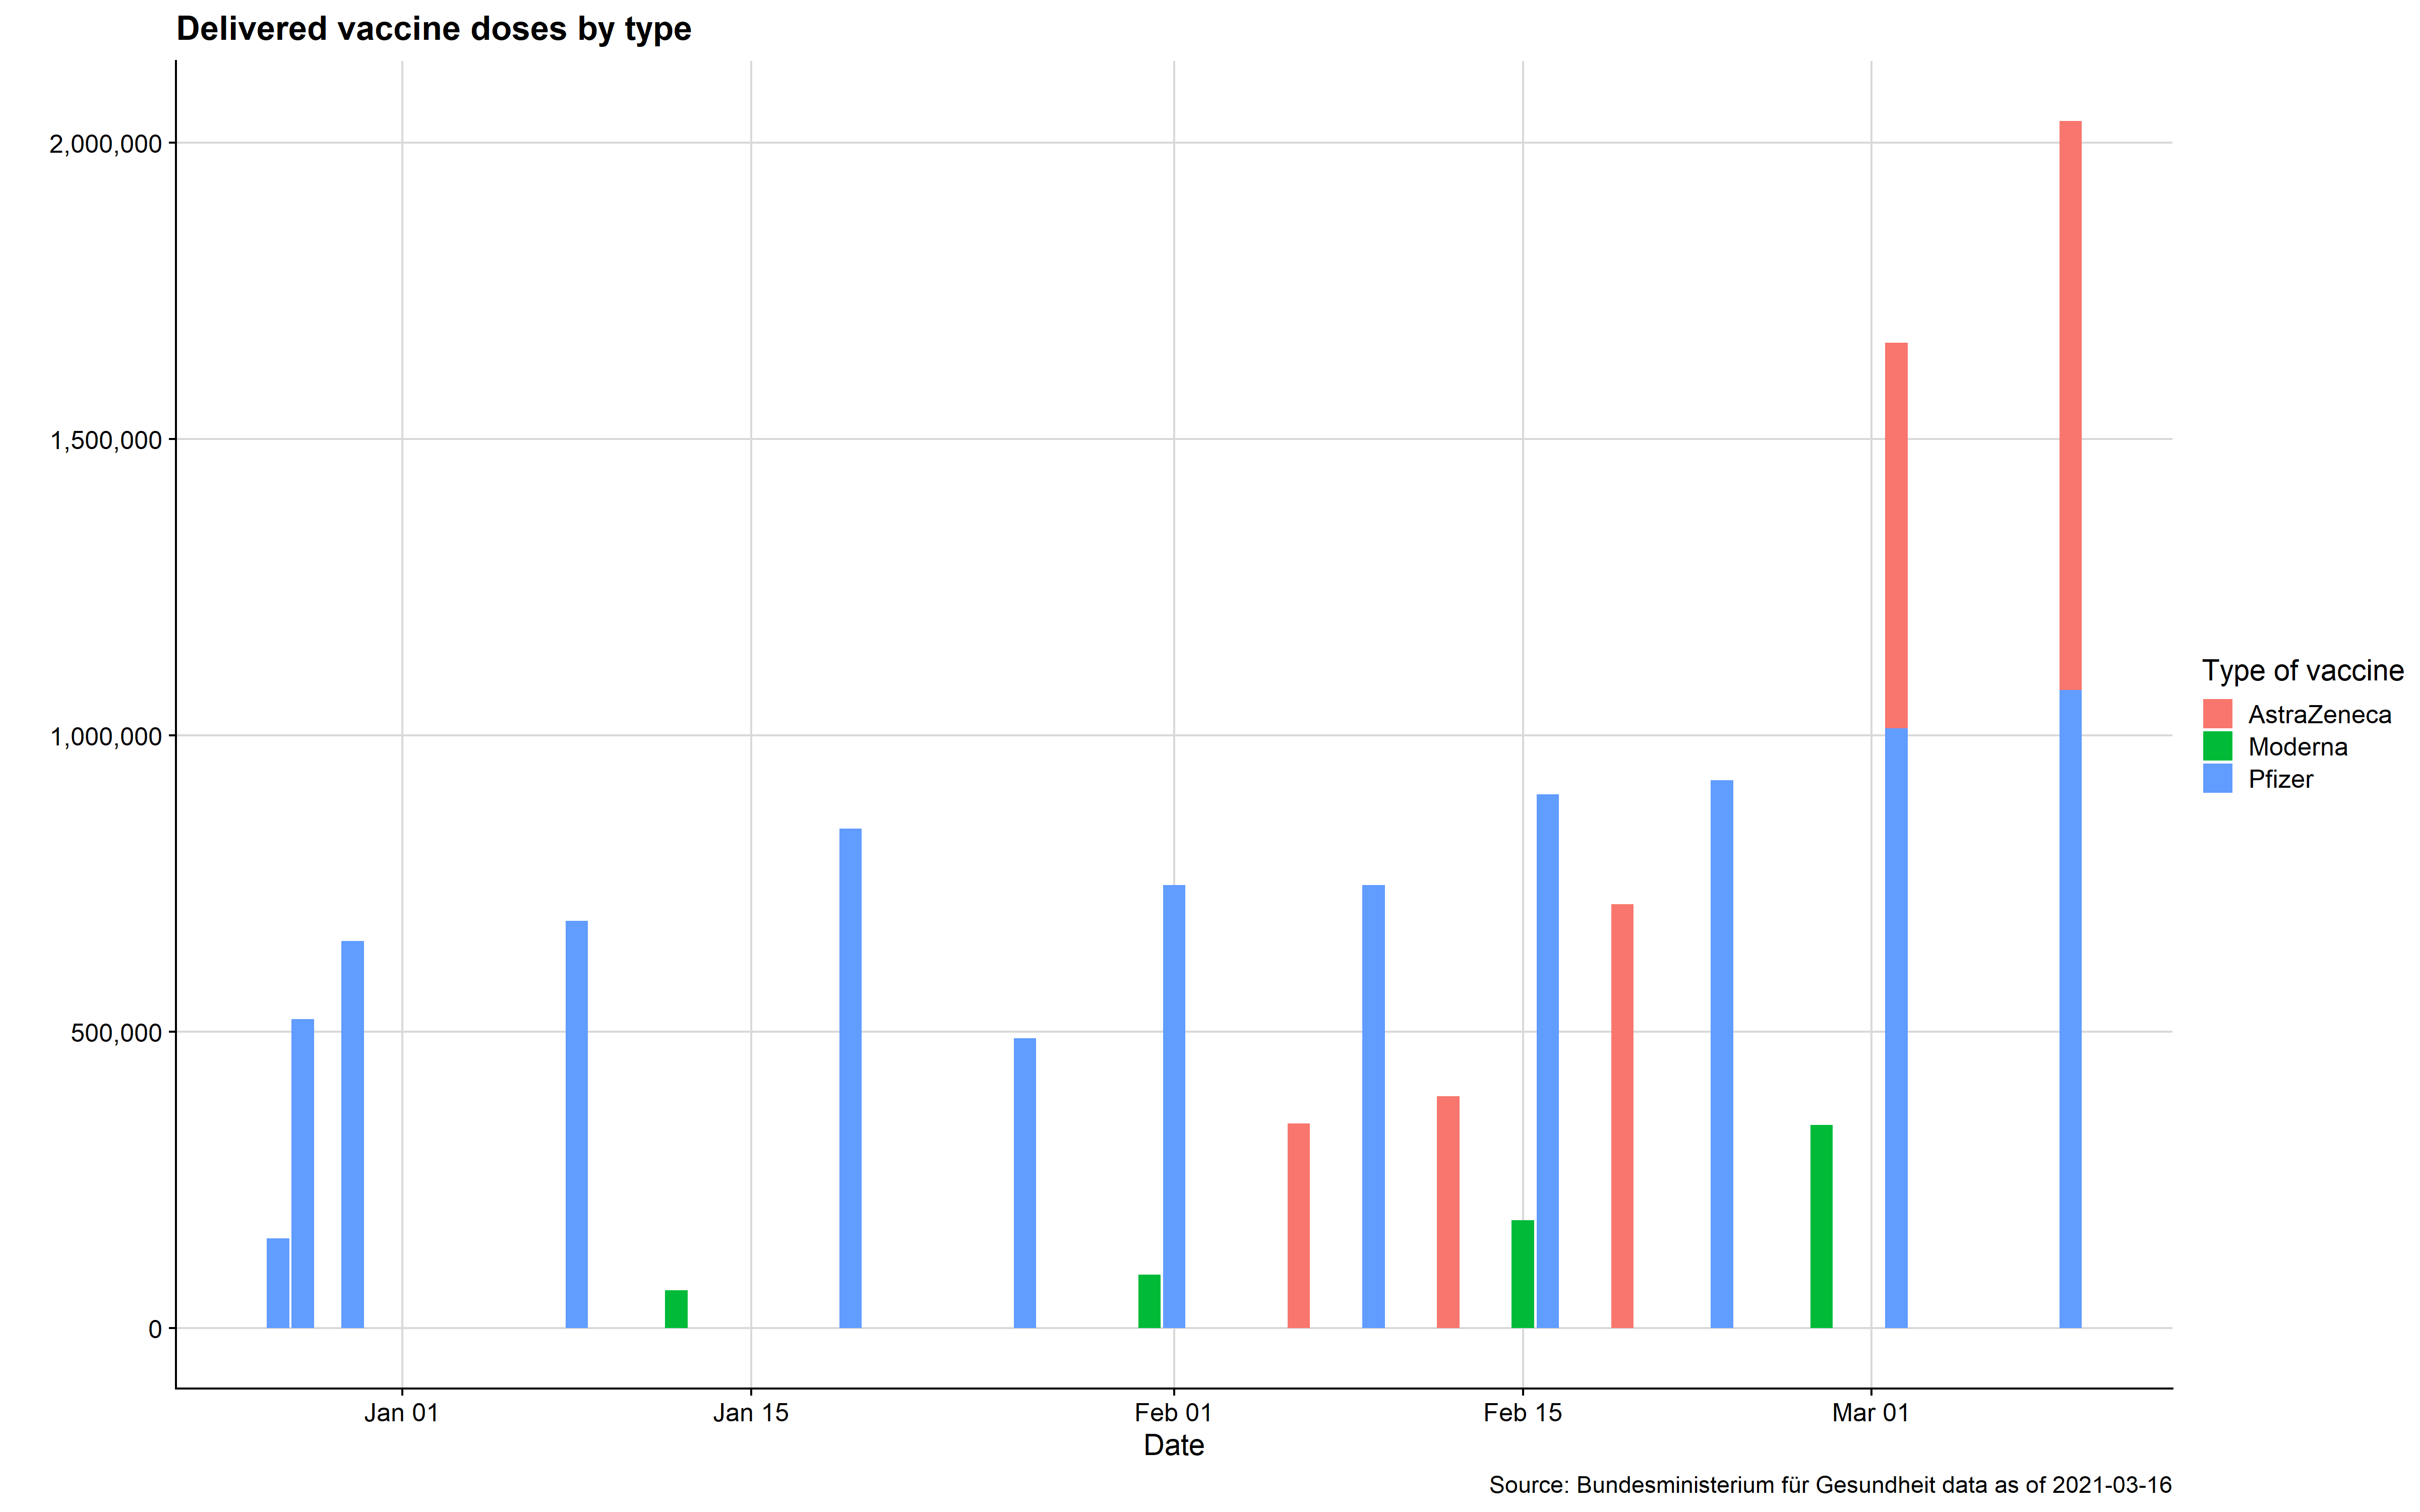 Delivered vaccine doses by type
2,000,000
1,500,000
1,000,000
500,000
0
Jan 01
Jan 15
Feb 01
Feb 15
Mar 01
Date
Type of vaccine
AstraZeneca
Moderna
Pfizer
Source: Bundesministerium für Gesundheit data as of 2021-03-16